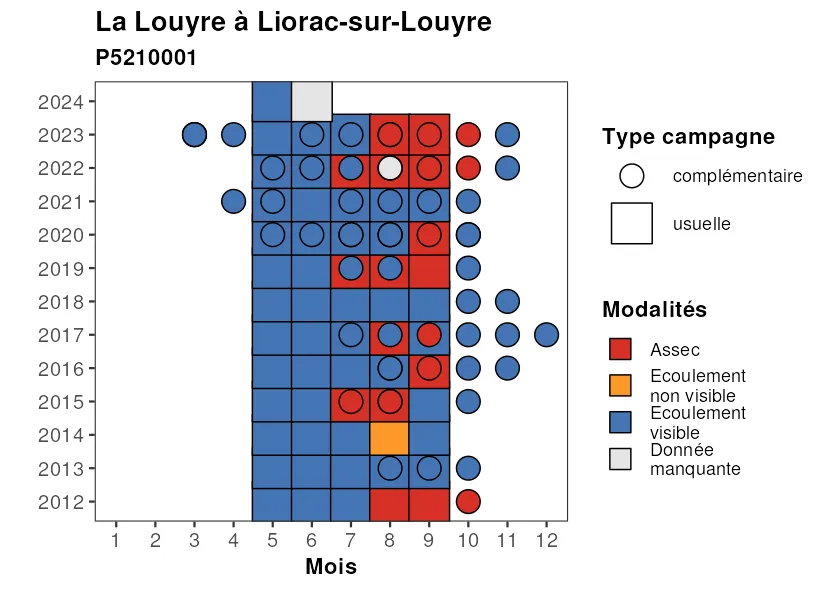 La Louyre à Liorac-sur-Louyre
P5210001
2024
2023
2022
2021
2020
2019
2018
2017
2016
2015
2014
2013
2012
1 2 3 4 5 6 7 8 9 10 11 12
Mois
Type campagne
complémentaire
usuelle
Modalités
Assec
Ecoulement
non visible
Ecoulement
visible
Donnée
manquante